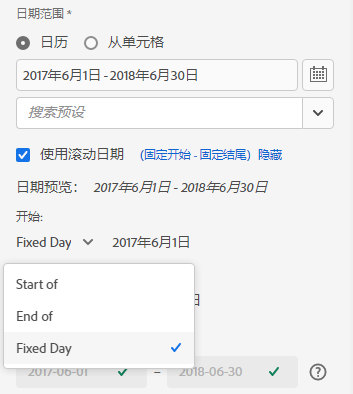 日期范围 *
日历 从单元格
2017年6月1日 - 2018年6月30日
搜索预设
使用滚动日期 (固定开始 - 固定结尾) 隐藏
日期预览： 2017年6月1日 - 2018年6月30日
开始:
Fixed Day 2017年6月1日
Start of
End of
日
Fixed Day
2017-06-01 – 2018-06-30